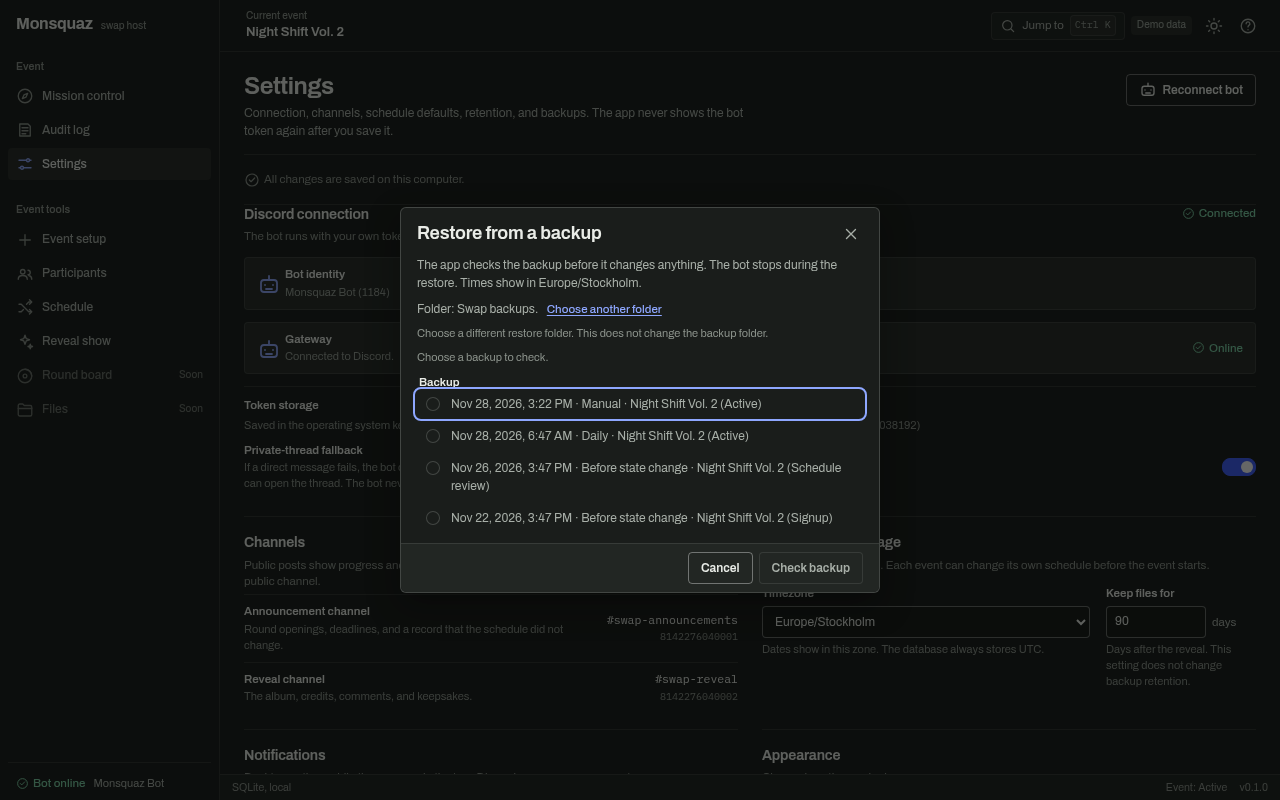 Monsquaz swap host
Event
Mission control
Audit log
Settings
Event tools
Event setup
Participants
Schedule
Reveal show
Round board Soon
Files Soon
Bot online Monsquaz Bot
Current event
Night Shift Vol. 2
Jump to Ctrl K
Demo data
Settings
Connection, channels, schedule defaults, retention, and backups. The app never shows the bot
token again after you save it.
Reconnect bot
All changes are saved on this computer.
Discord connection
Connected
The bot runs with your own
Bot identity
Monsquaz Bot (1184)
Gateway
Connected to Discord.
Online
Token storage
Saved in the operating system
038192)
Private-thread fallback
If a direct message fails, the bot
can open the thread. The bot
Restore from a backup
The app checks the backup before it changes anything. The bot stops during the
restore. Times show in Europe/Stockholm.
Folder: Swap backups. Choose another folder
Choose a different restore folder. This does not change the backup folder.
Choose a backup to check.
Backup
Nov 28, 2026, 3:22 PM · Manual · Night Shift Vol. 2 (Active)
Nov 28, 2026, 6:47 AM · Daily · Night Shift Vol. 2 (Active)
Nov 26, 2026, 3:47 PM · Before state change · Night Shift Vol. 2 (Schedule
review)
Nov 22, 2026, 3:47 PM · Before state change · Night Shift Vol. 2 (Signup)
Cancel
Check backup
Channels
Public posts show progress
public channel.
Announcement channel
Round openings, deadlines, and a record that the schedule did not
change.
#swap-announcements
8142276040001
Reveal channel
The album, credits, comments, and keepsakes.
#swap-reveal
8142276040002
Each event can change its own schedule before the event starts.
Timezone
Europe/Stockholm
Dates show in this zone. The database always stores UTC.
Keep files for
90 days
Days after the reveal. This
setting does not change
backup retention.
Notifications
Appearance
SQLite, local
Event: Active v0.1.0